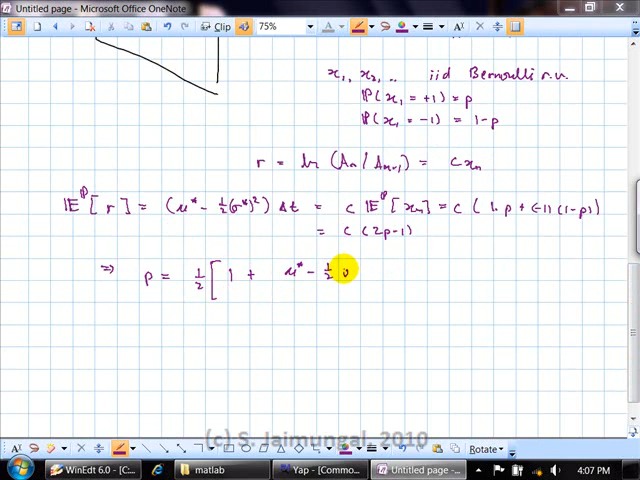 Untitled page - Microsoft Office OneNote
Clip 75%
x₁, x₂, .. iid Bernoulli r.v.
ℙ(x₁ = +1) = p
ℙ(x₁ = -1) = 1-p
r = ln (Aₙ/Aₙ₋₁) = c xₙ
𝔼^ℙ[r] = (μ* - ½(σ*)²) Δt = c 𝔼^ℙ[xₙ] = c (1·p + (-1)(1-p))
= c (2p-1)
⇒ p = ½ [ 1 + μ* - ½ σ
(c) S. Jaimungal, 2010
Rotate
WinEdt 6.0 - [C:... matlab Yap - [Commo... Untitled page - ... 4:07 PM